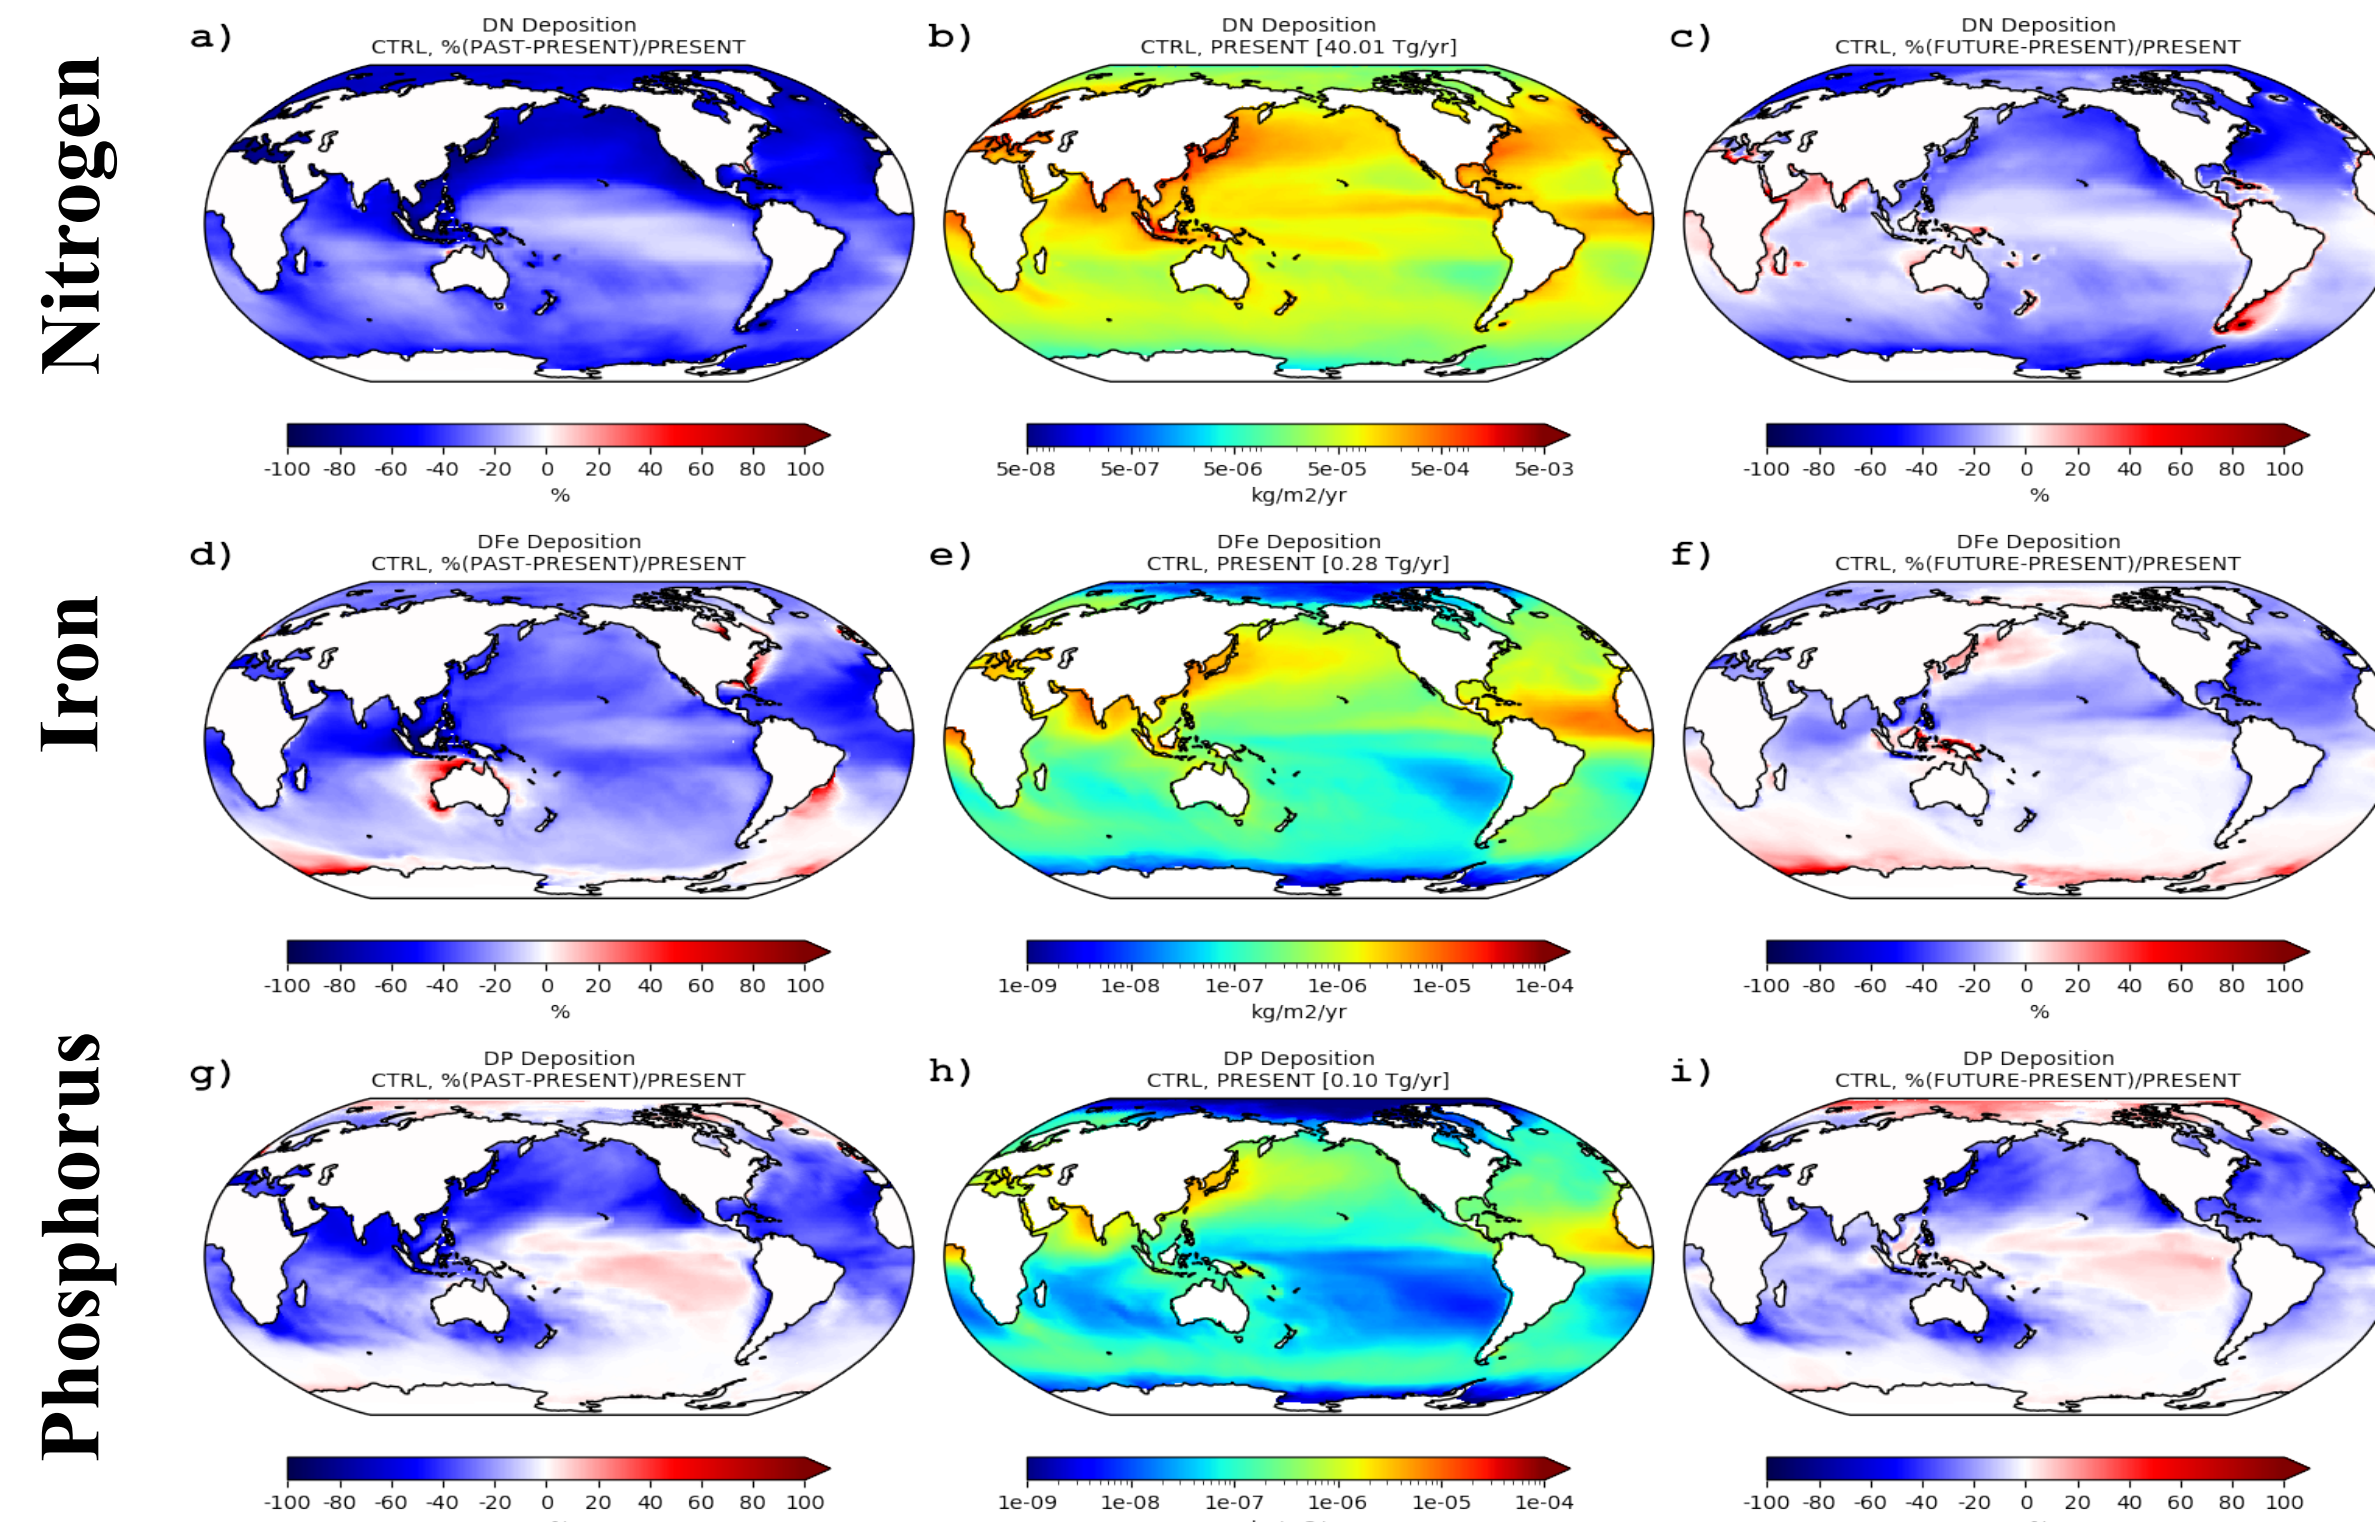 Nitrogen
a)
DN Deposition
CTRL, %(PAST-PRESENT)/PRESENT
-100 -80 -60 -40 -20 0 20 40 60 80 100
%
b)
DN Deposition
CTRL, PRESENT [40.01 Tg/yr]
5e-08 5e-07 5e-06 5e-05 5e-04 5e-03
kg/m2/yr
c)
DN Deposition
CTRL, %(FUTURE-PRESENT)/PRESENT
-100 -80 -60 -40 -20 0 20 40 60 80 100
%
Iron
d)
DFe Deposition
CTRL, %(PAST-PRESENT)/PRESENT
-100 -80 -60 -40 -20 0 20 40 60 80 100
%
e)
DFe Deposition
CTRL, PRESENT [0.28 Tg/yr]
1e-09 1e-08 1e-07 1e-06 1e-05 1e-04
kg/m2/yr
f)
DFe Deposition
CTRL, %(FUTURE-PRESENT)/PRESENT
-100 -80 -60 -40 -20 0 20 40 60 80 100
%
Phosphorus
g)
DP Deposition
CTRL, %(PAST-PRESENT)/PRESENT
-100 -80 -60 -40 -20 0 20 40 60 80 100
h)
DP Deposition
CTRL, PRESENT [0.10 Tg/yr]
1e-09 1e-08 1e-07 1e-06 1e-05 1e-04
i)
DP Deposition
CTRL, %(FUTURE-PRESENT)/PRESENT
-100 -80 -60 -40 -20 0 20 40 60 80 100